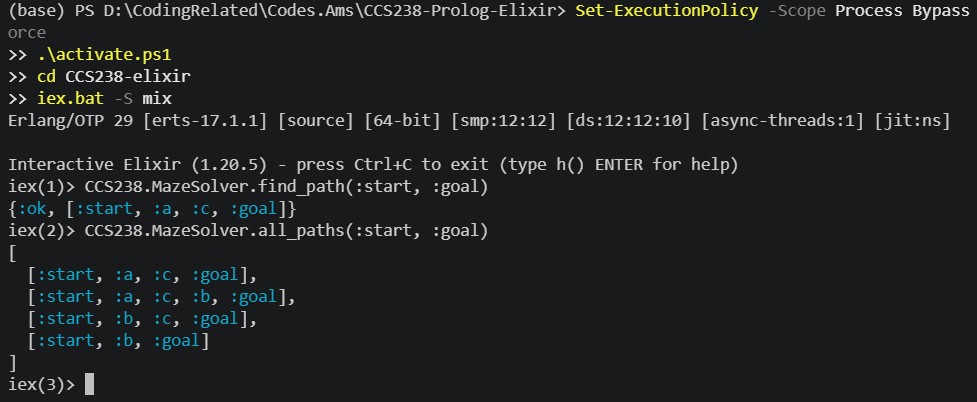 (base) PS D:\CodingRelated\Codes.Ams\CCS238-Prolog-Elixir> Set-ExecutionPolicy -Scope Process Bypass
orce
>> .\activate.ps1
>> cd CCS238-elixir
>> iex.bat -S mix
Erlang/OTP 29 [erts-17.1.1] [source] [64-bit] [smp:12:12] [ds:12:12:10] [async-threads:1] [jit:ns]
Interactive Elixir (1.20.5) - press Ctrl+C to exit (type h() ENTER for help)
iex(1)> CCS238.MazeSolver.find_path(:start, :goal)
{:ok, [:start, :a, :c, :goal]}
iex(2)> CCS238.MazeSolver.all_paths(:start, :goal)
[
  [:start, :a, :c, :goal],
  [:start, :a, :c, :b, :goal],
  [:start, :b, :c, :goal],
  [:start, :b, :goal]
]
iex(3)>